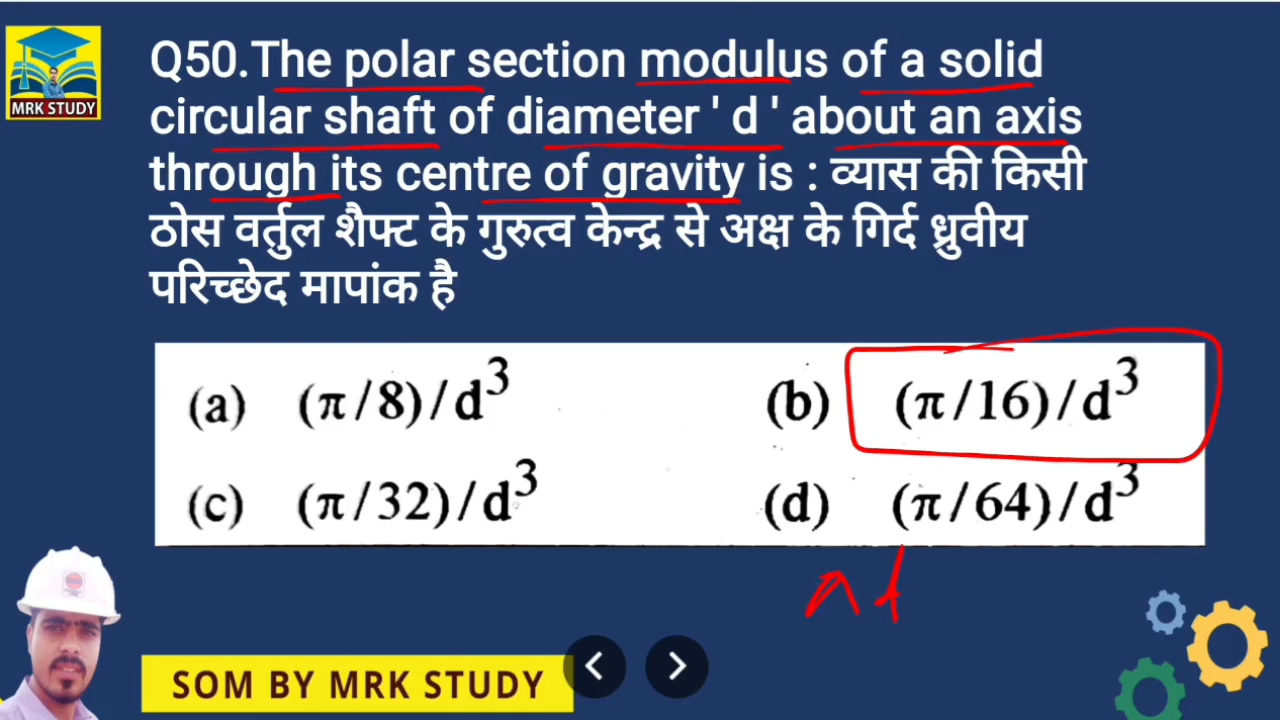 MRK STUDY
Q50.The polar section modulus of a solid
circular shaft of diameter ' d ' about an axis
through its centre of gravity is : व्यास की किसी
ठोस वर्तुल शैफ्ट के गुरुत्व केन्द्र से अक्ष के गिर्द ध्रुवीय
परिच्छेद मापांक है
(a) (π/8)/d³ (b) (π/16)/d³
(c) (π/32)/d³ (d) (π/64)/d³
πd
SOM BY MRK STUDY